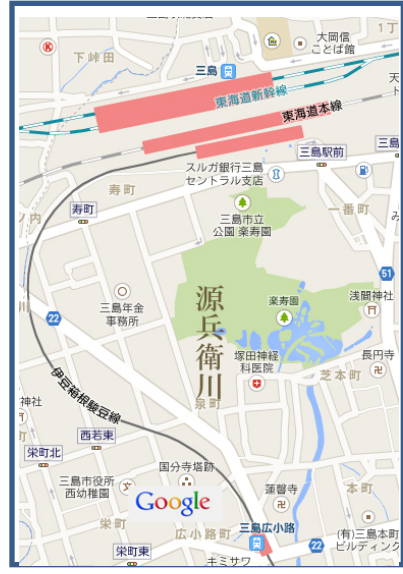 三島
大岡信
ことば館
1丁
下峠田
東海道新幹線
東海道本線
三島駅前
三島
スルガ銀行三島
セントラル支店
寿町
寿町
一番町
三島市立
公園 楽寿園
51
三島年金
事務所
源兵衛川
楽寿園
浅間神社
22
塚田神経
科医院
長円寺
芝本町
伊豆箱根駿豆線
泉町
神社
西若東
栄町北
国分寺塔跡
三島市役所
西幼稚園
Google
蓮馨寺
本町
栄町
広小路町
三島広小路
(有)三島本町
ビルディング
22
栄町東
キミサワ